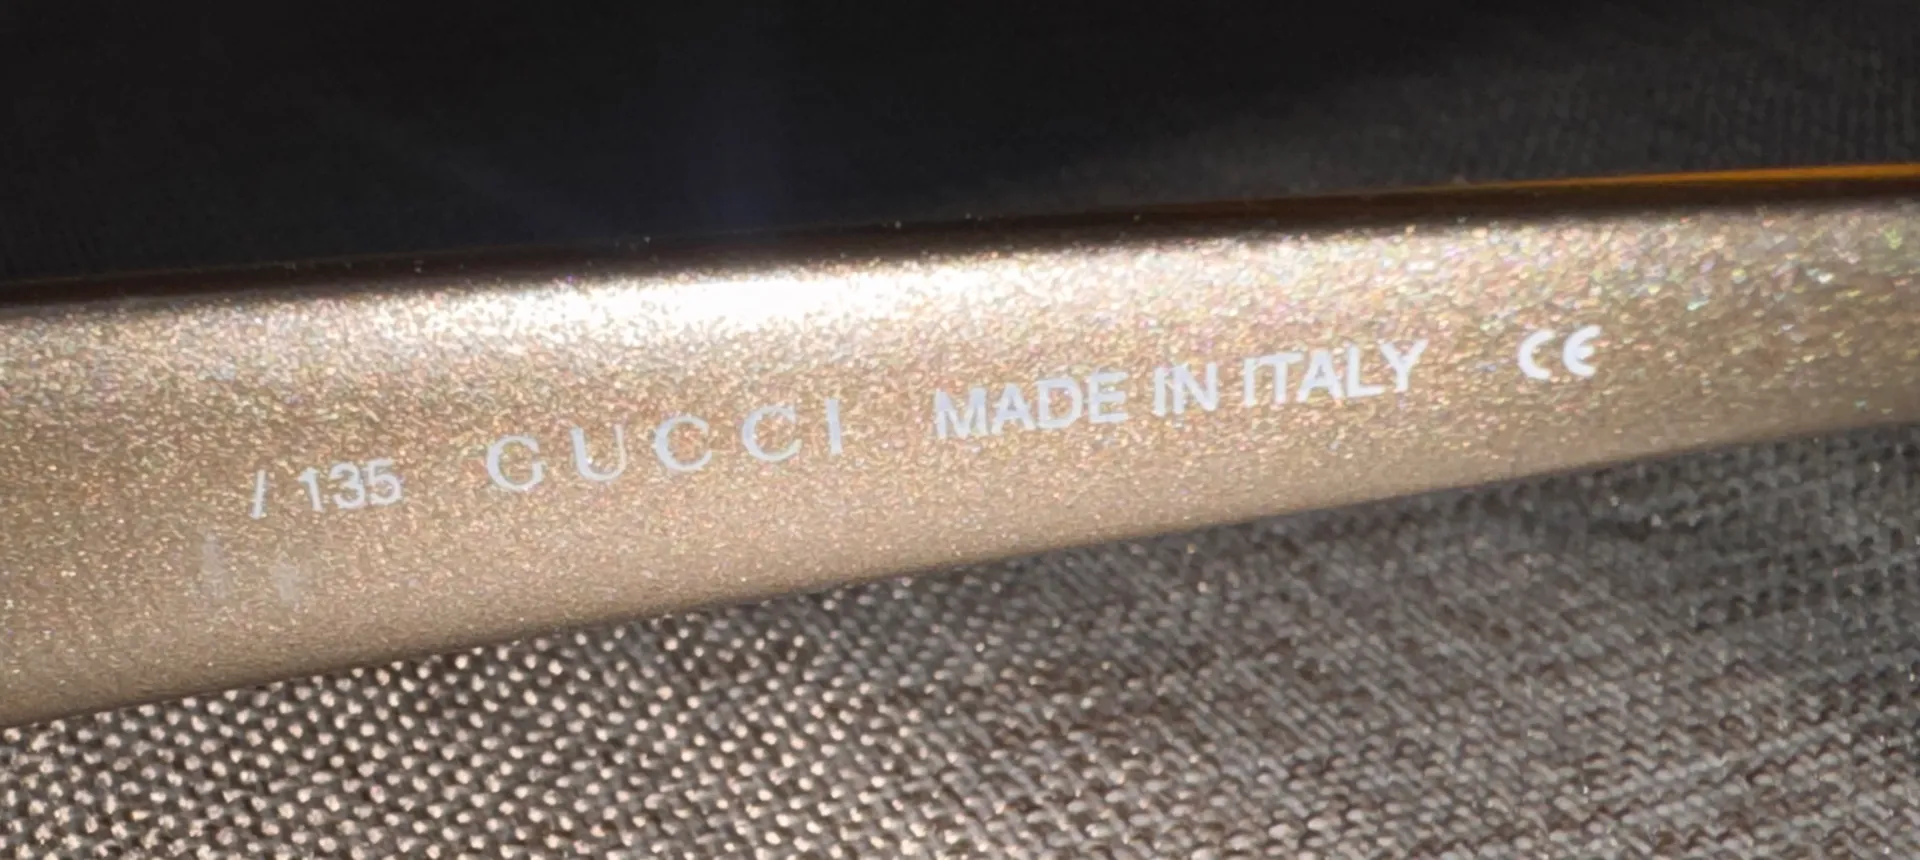 / 135 GUCCI MADE IN ITALY CE